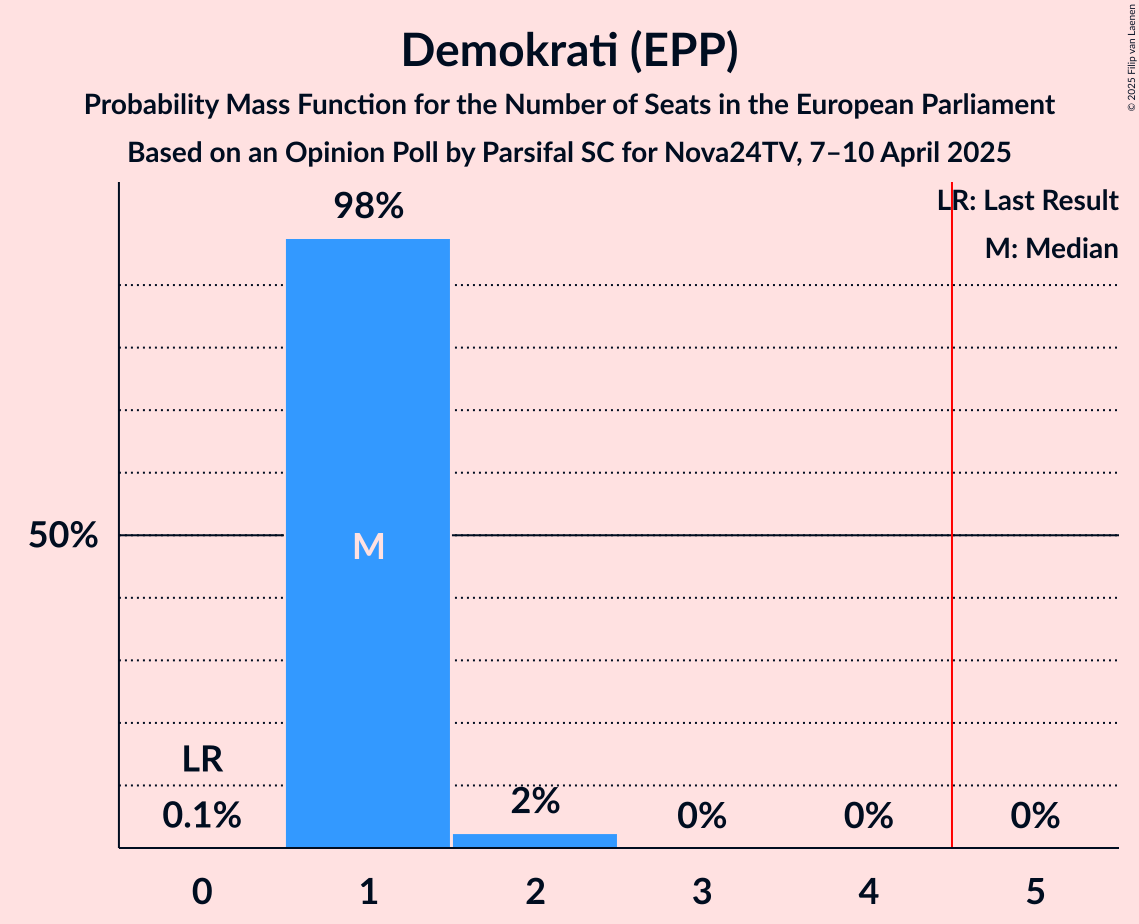 Demokrati (EPP)
Probability Mass Function for the Number of Seats in the European Parliament
Based on an Opinion Poll by Parsifal SC for Nova24TV, 7–10 April 2025
© 2025 Filip van Laenen
LR: Last Result
M: Median
98%
50%
M
LR
0.1%
2%
0%
0%
0%
0 1 2 3 4 5